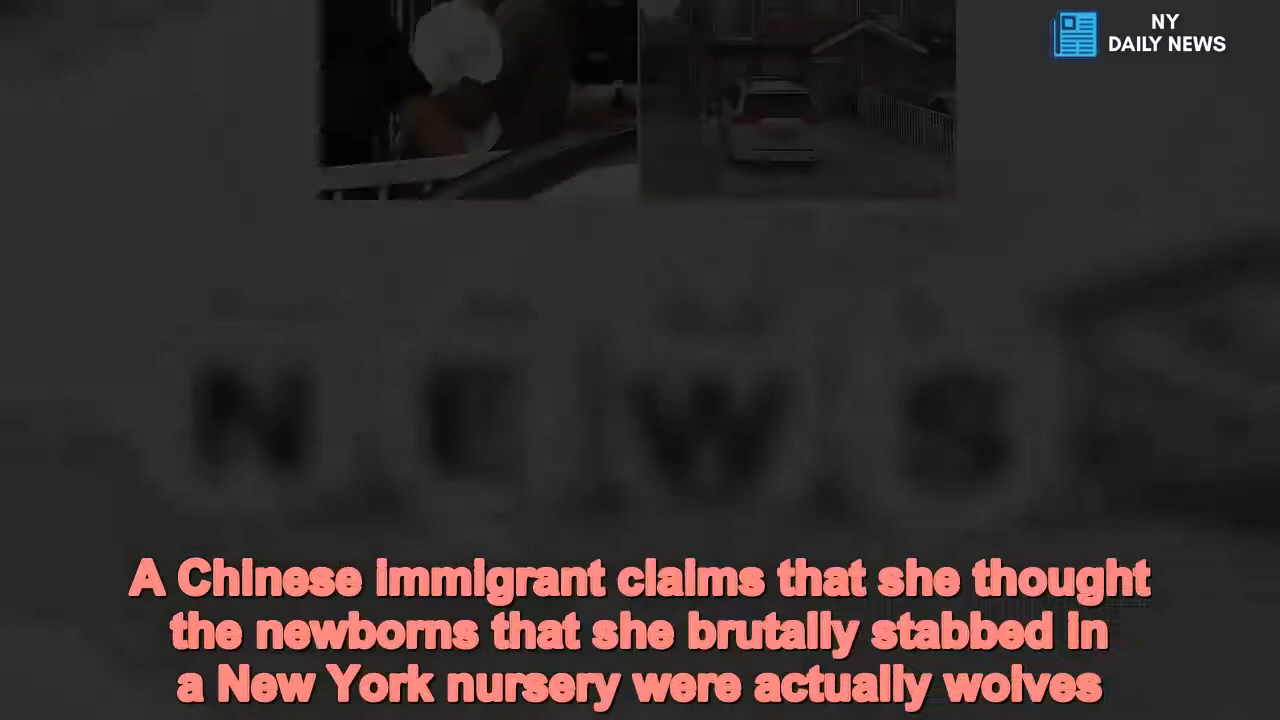 NY
DAILY NEWS
N E W S
A Chinese immigrant claims that she thought
the newborns that she brutally stabbed in
a New York nursery were actually wolves